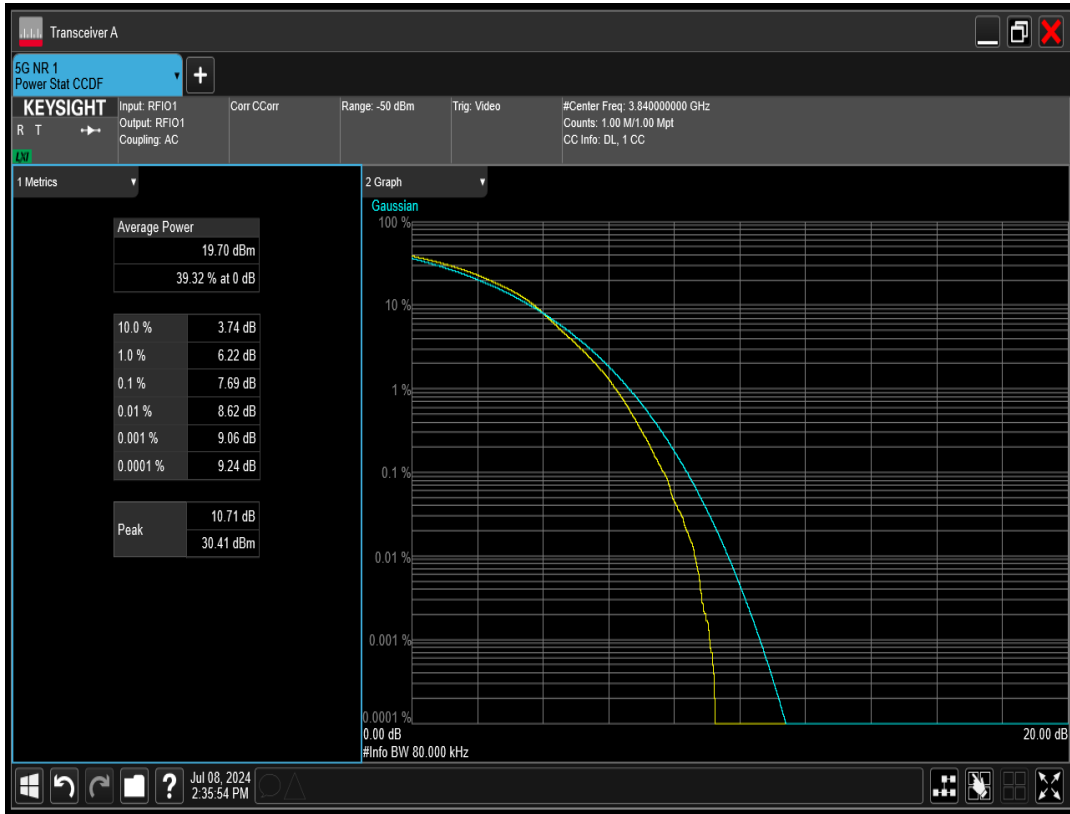 Transceiver A
5G NR 1
Power Stat CCDF
+
KEYSIGHT
R T
LXI
Input: RFIO1
Output: RFIO1
Coupling: AC
Corr CCorr
Range: -50 dBm
Trig: Video
#Center Freq: 3.840000000 GHz
Counts: 1.00 M/1.00 Mpt
CC Info: DL, 1 CC
1 Metrics
Average Power
19.70 dBm
39.32 % at 0 dB
10.0 % 3.74 dB
1.0 % 6.22 dB
0.1 % 7.69 dB
0.01 % 8.62 dB
0.001 % 9.06 dB
0.0001 % 9.24 dB
Peak
10.71 dB
30.41 dBm
2 Graph
Gaussian
100 %
10 %
1 %
0.1 %
0.01 %
0.001 %
0.0001 %
0.00 dB 20.00 dB
#Info BW 80.000 kHz
?
Jul 08, 2024
2:35:54 PM